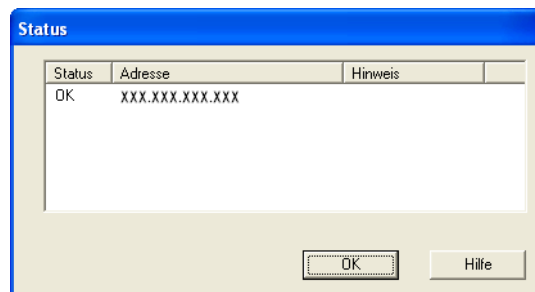 Status
Status Adresse Hinweis
OK XXX.XXX.XXX.XXX
OK Hilfe